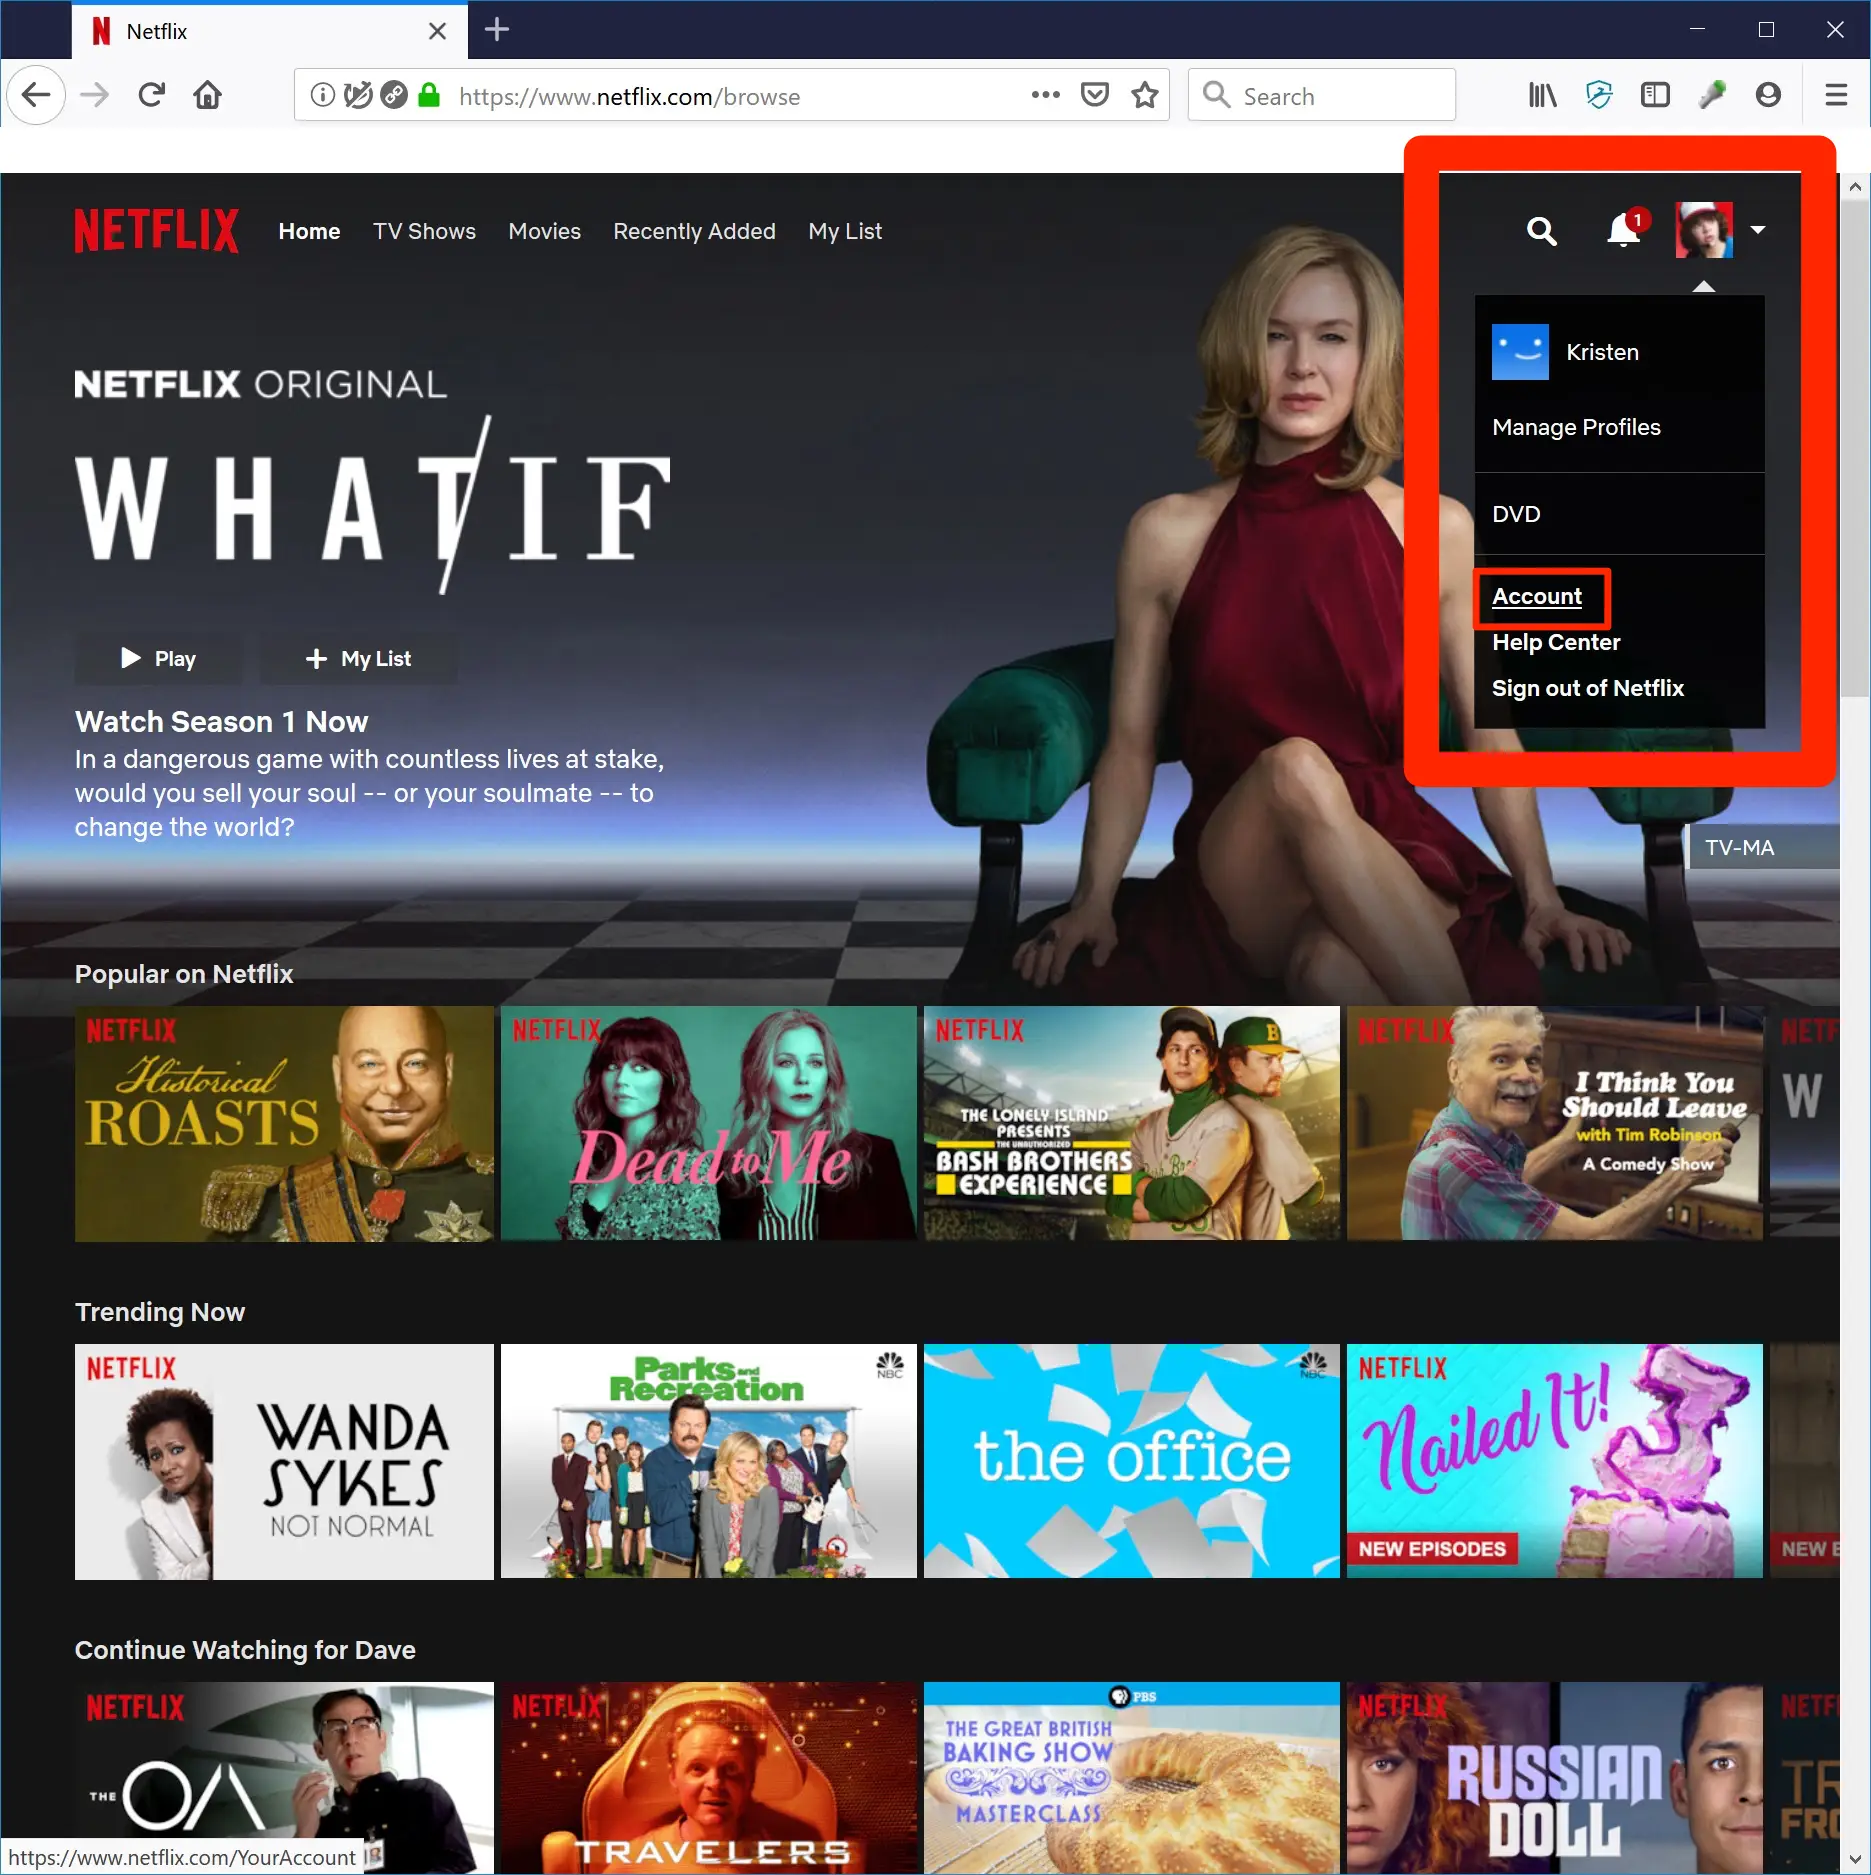 Netflix
https://www.netflix.com/browse
Search
NETFLIX
Home
TV Shows
Movies
Recently Added
My List
1
Kristen
Manage Profiles
DVD
Account
Help Center
Sign out of Netflix
NETFLIX ORIGINAL
WHAT/IF
Play
My List
Watch Season 1 Now
In a dangerous game with countless lives at stake,
would you sell your soul -- or your soulmate -- to
change the world?
TV-MA
Popular on Netflix
NETFLIX
Historical
ROASTS
NETFLIX
Dead to Me
NETFLIX
THE LONELY ISLAND
PRESENTS
THE UNAUTHORIZED
BASH BROTHERS
EXPERIENCE
B
NETFLIX
I Think You
Should Leave
with Tim Robinson
A Comedy Show
NETF
W
Trending Now
NETFLIX
WANDA
SYKES
NOT NORMAL
Parks and
Recreation
NBC
the office
NBC
NETFLIX
Nailed It!
NEW EPISODES
NEW E
Continue Watching for Dave
NETFLIX
THE OA
NETFLIX
TRAVELERS
PBS
THE GREAT BRITISH
BAKING SHOW
MASTERCLASS
NETFLIX
RUSSIAN
DOLL
NETF
TR
FRO
https://www.netflix.com/YourAccount